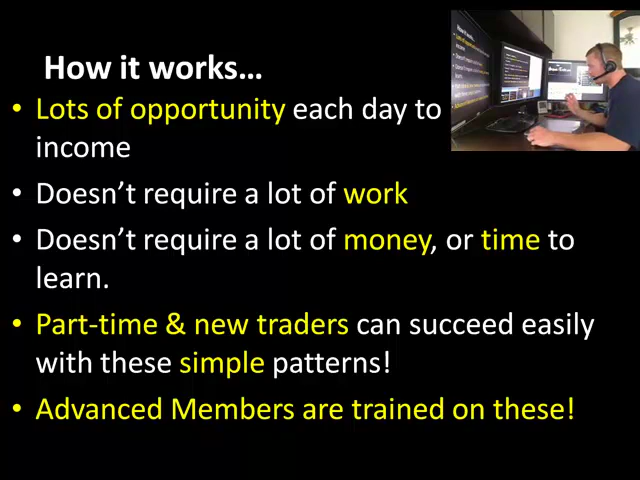 How it works...
• Lots of opportunity each day to
income
• Doesn't require a lot of work
• Doesn't require a lot of money, or time to
learn.
• Part-time & new traders can succeed easily
with these simple patterns!
• Advanced Members are trained on these!